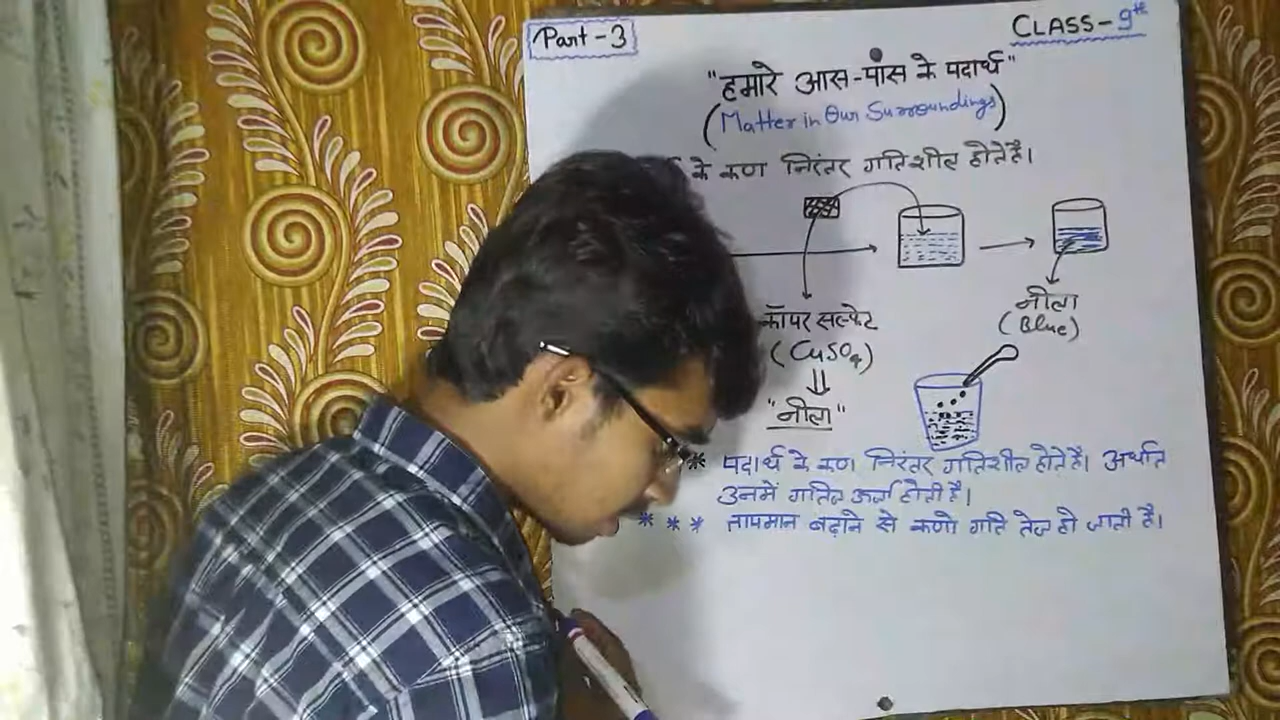 Part-3
CLASS-9th
"हमारे आस-पास के पदार्थ"
(Matter in Our Surroundings)
के कण निरंतर गतिशील होते है।
कॉपर सल्फेट
(CuSO4)
"नीला"
नीला
(Blue)
* पदार्थ के कण निरंतर गतिशील होते है। अर्थात
उनमें गतिज ऊर्जा होती है।
* * * तापमान बढ़ाने से कणो गति तेज हो जाती है।